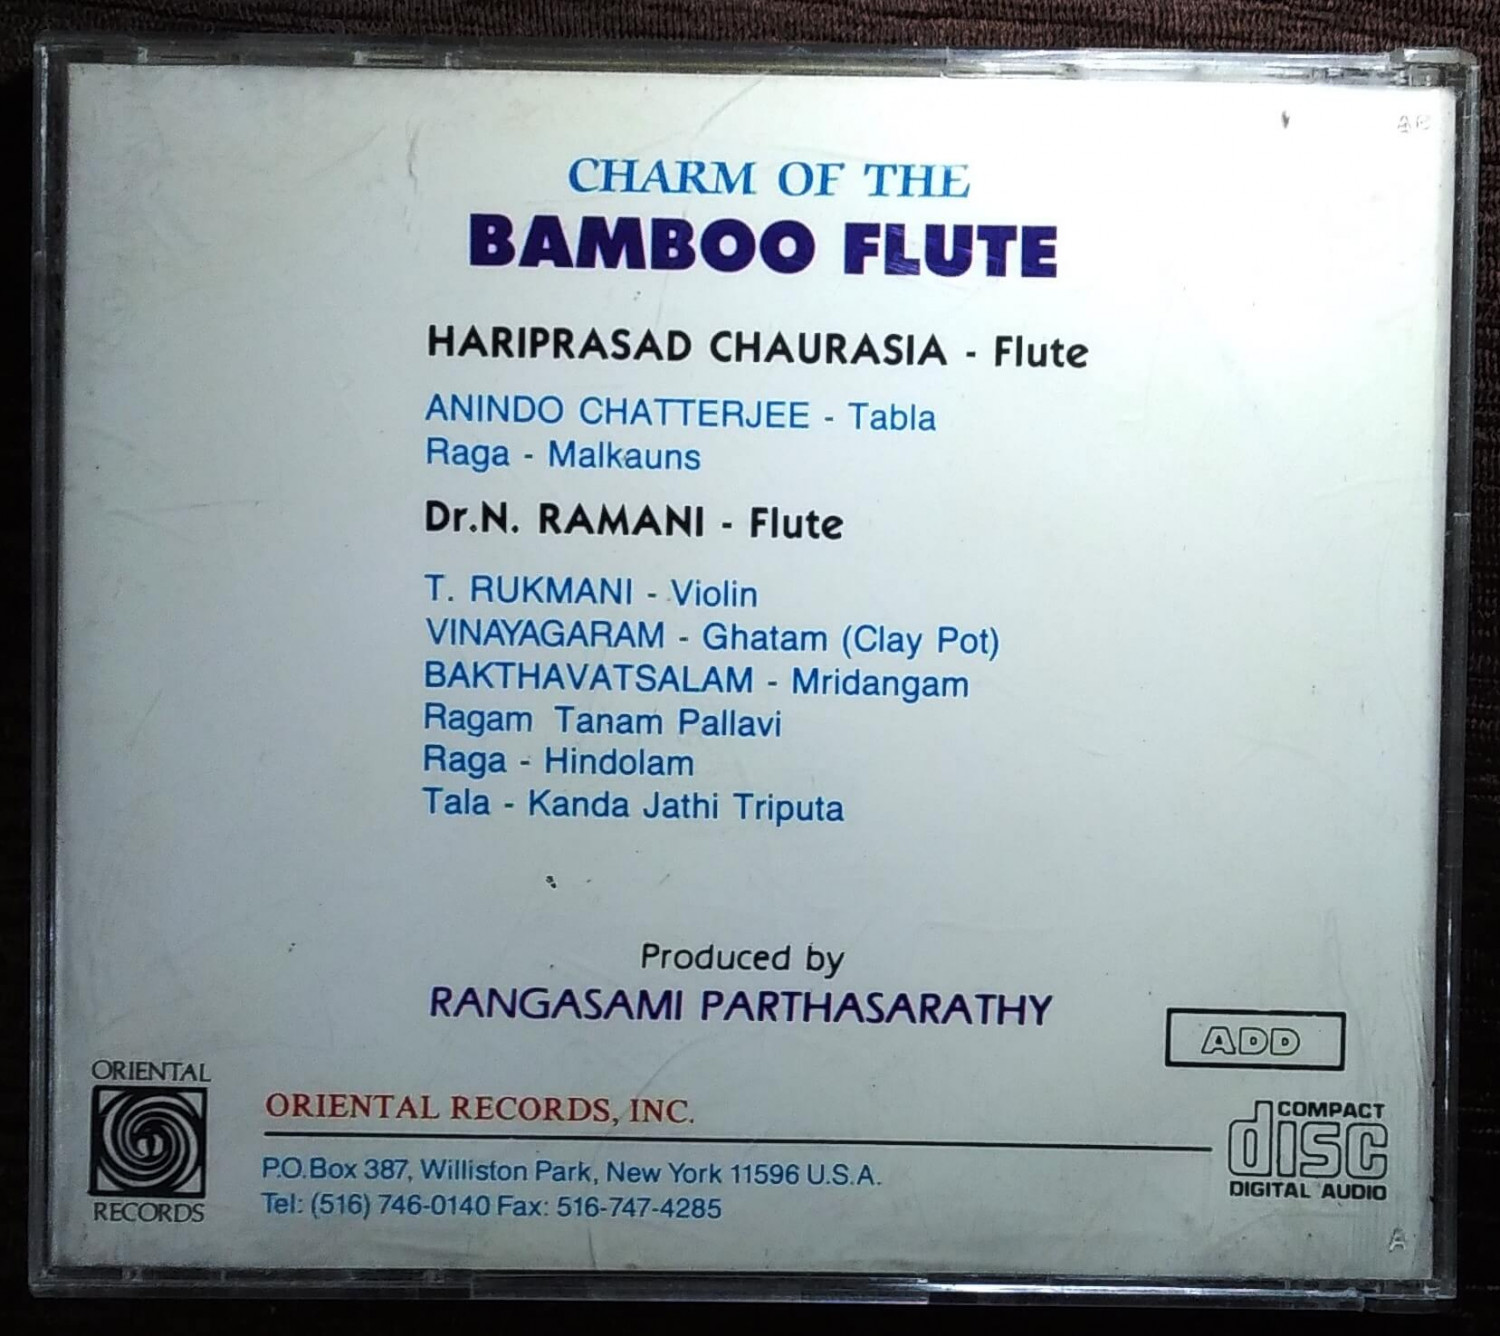 CHARM OF THE
BAMBOO FLUTE
HARIPRASAD CHAURASIA - Flute
ANINDO CHATTERJEE - Tabla
Raga - Malkauns
Dr.N. RAMANI - Flute
T. RUKMANI - Violin
VINAYAGARAM - Ghatam (Clay Pot)
BAKTHAVATSALAM - Mridangam
Ragam Tanam Pallavi
Raga - Hindolam
Tala - Kanda Jathi Triputa
Produced by
RANGASAMI PARTHASARATHY
ADD
ORIENTAL
RECORDS
ORIENTAL RECORDS, INC.
P.O.Box 387, Williston Park, New York 11596 U.S.A.
Tel: (516) 746-0140 Fax: 516-747-4285
COMPACT
disc
DIGITAL AUDIO
A